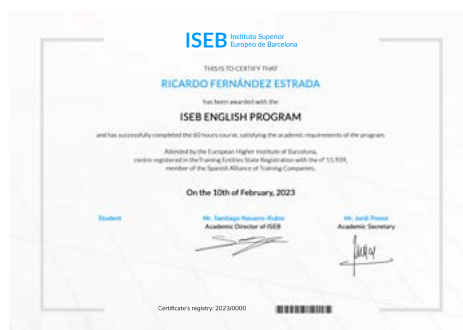 ISEB Instituto Superior
Europeo de Barcelona
THIS IS TO CERTIFY THAT
RICARDO FERNÁNDEZ ESTRADA
has been awarded with the
ISEB ENGLISH PROGRAM
and has successfully completed the 60 hours course, satisfying the academic requirements of the program.
Attested by the European Higher Institute of Barcelona,
centre registered in theTraining Entities State Registration with the nº 15.939,
member of the Spanish Alliance of Training Companies.
On the 10th of February, 2023
Student
Mr. Santiago Navarro-Rubio
Mr. Jordi Ponce
Academic Director of ISEB
Academic Secretary
Certificate's registry: 2023/0000